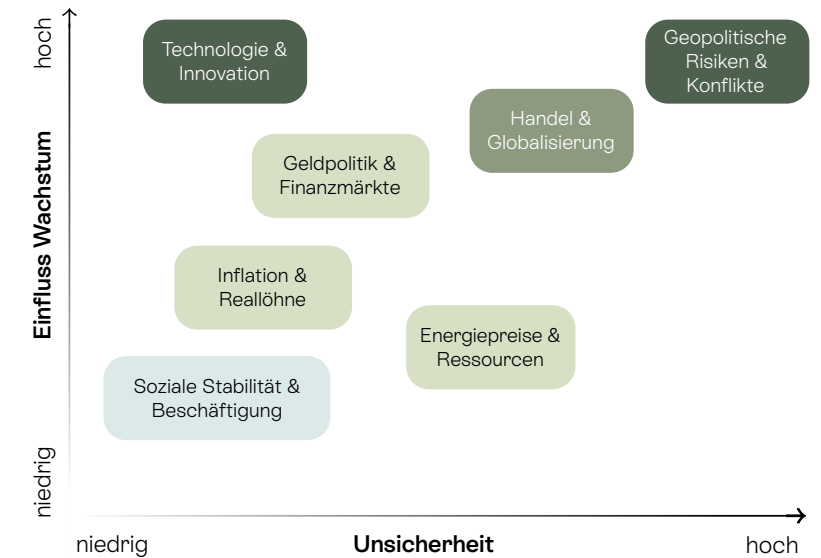 hoch
Einfluss Wachstum
niedrig
Technologie &
Innovation
Geopolitische
Risiken &
Konflikte
Handel &
Globalisierung
Geldpolitik &
Finanzmärkte
Inflation &
Reallöhne
Energiepreise &
Ressourcen
Soziale Stabilität &
Beschäftigung
niedrig
Unsicherheit
hoch